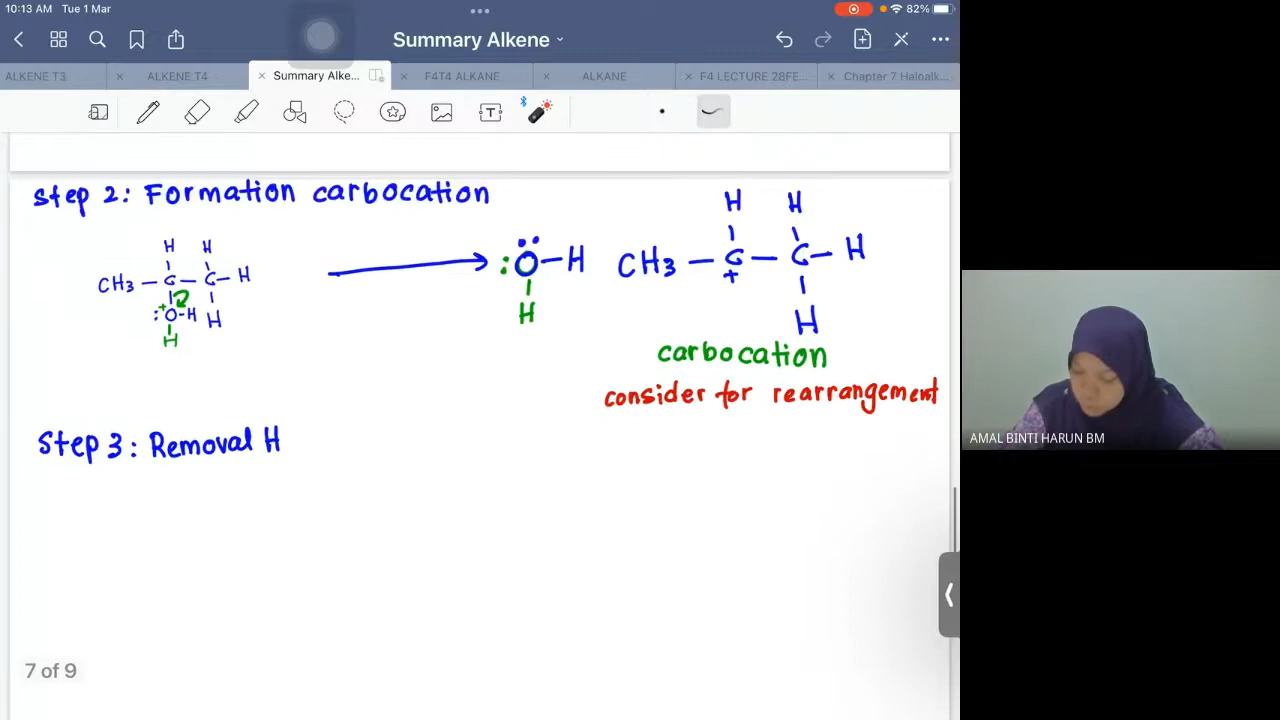 10:13 AM Tue 1 Mar
82%
Summary Alkene
ALKENE T3
ALKENE T4
Summary Alke...
F4T4 ALKANE
ALKANE
F4 LECTURE 28FE...
Chapter 7 Haloalk...
T
Step 2: Formation carbocation
H H
CH3 — C — C — H
: O - H H
+
H
: O — H
H
H H
CH3 — C — C — H
+
H
carbocation
consider for rearrangement
Step 3: Removal H
7 of 9
AMAL BINTI HARUN BM